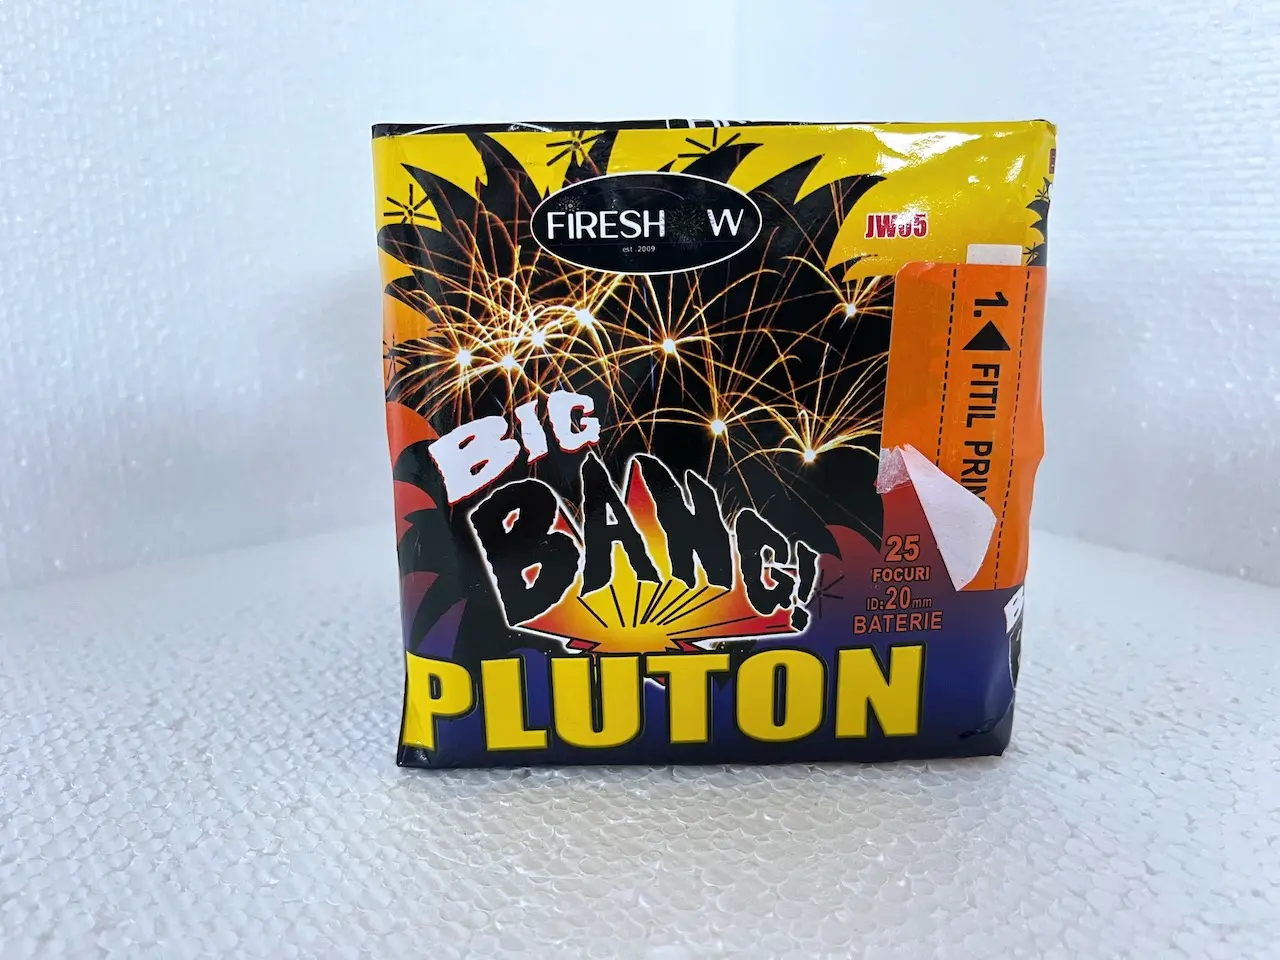 FIRESHOW
est.2009
JW05
1. FITIL PRIN
BIG
BANG!
25
FOCURI
ID:20mm
BATERIE
PLUTON